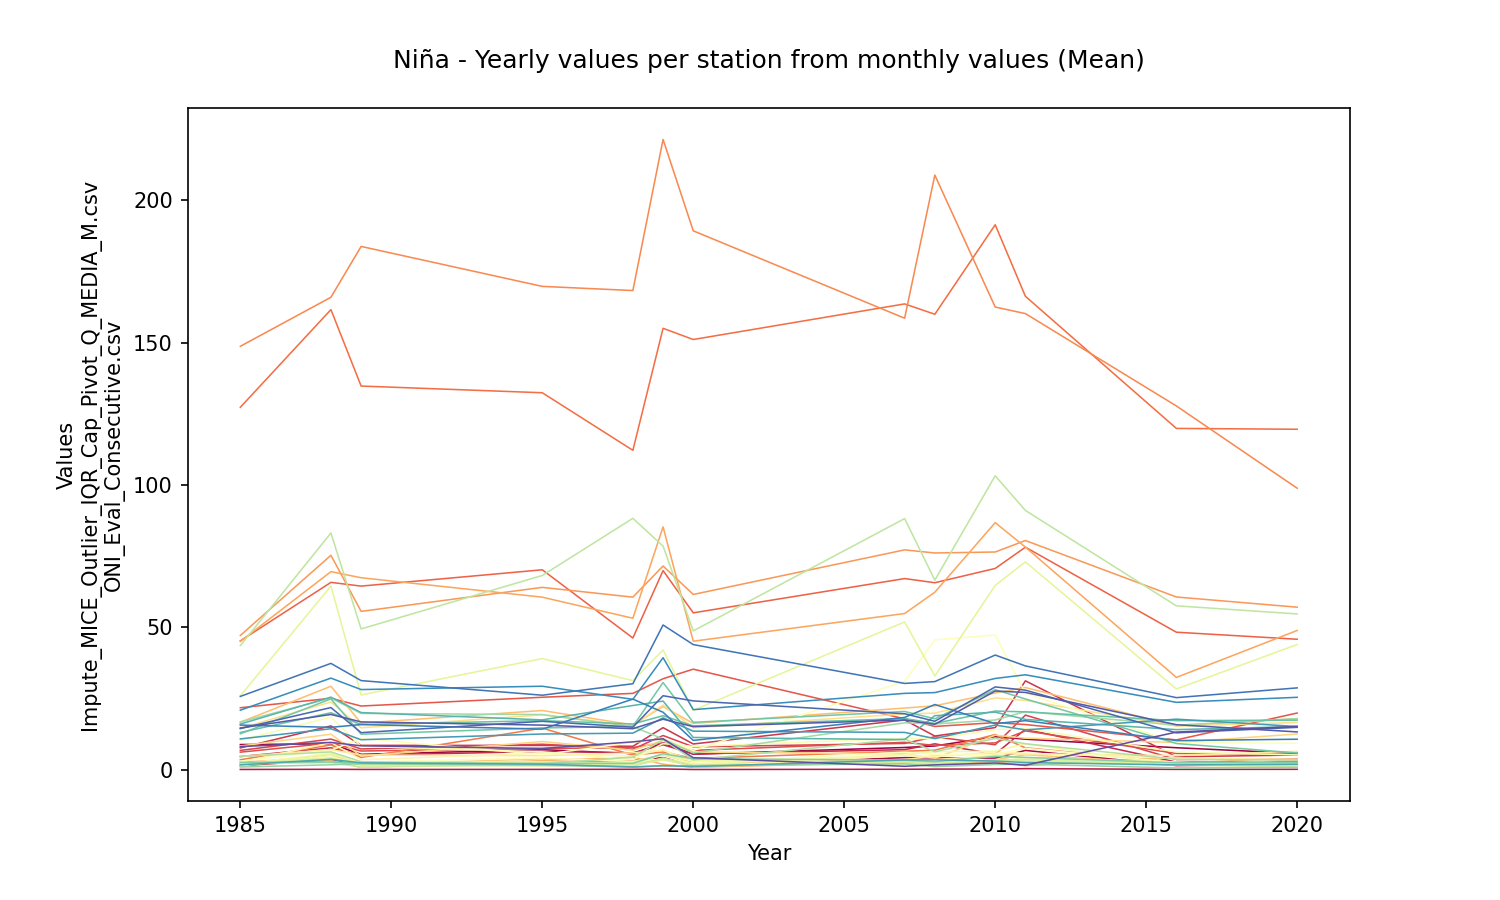 Niña - Yearly values per station from monthly values (Mean)
Values
Impute_MICE_Outlier_IQR_Cap_Pivot_Q_MEDIA_M.csv
ONI_Eval_Consecutive.csv
200
150
100
50
0
1985 1990 1995 2000 2005 2010 2015 2020
Year